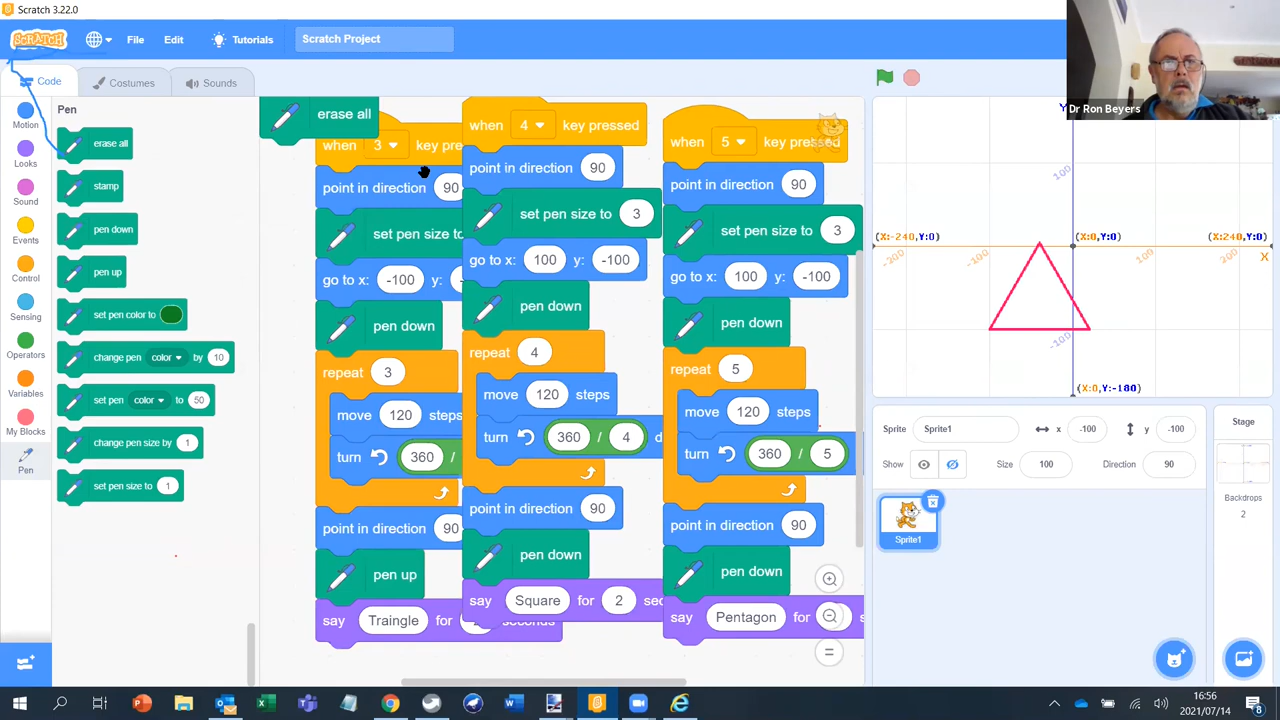 Scratch 3.22.0
SCRATCH
File
Edit
Tutorials
Scratch Project
Dr Ron Beyers
Code
Costumes
Sounds
Motion
Looks
Sound
Events
Control
Sensing
Operators
Variables
My Blocks
Pen
Pen
erase all
stamp
pen down
pen up
set pen color to
change pen color by 10
set pen color to 50
change pen size by 1
set pen size to 1
erase all
when 3 key pre
point in direction 90
set pen size to
go to x: -100 y:
pen down
repeat 3
move 120 steps
turn 360 /
point in direction 90
pen up
say Traingle for seconds
when 4 key pressed
point in direction 90
set pen size to 3
go to x: 100 y: -100
pen down
repeat 4
move 120 steps
turn 360 / 4 d
point in direction 90
pen down
say Square for 2 sec
when 5 key pressed
point in direction 90
set pen size to 3
go to x: 100 y: -100
pen down
repeat 5
move 120 steps
turn 360 / 5
point in direction 90
pen down
say Pentagon for s
Y
100
(X:-240,Y:0)
(X:0,Y:0)
(X:240,Y:0)
-200
-100
100
200
X
-100
(X:0,Y:-180)
Sprite
Sprite1
x
-100
y
-100
Show
Size
100
Direction
90
Sprite1
Stage
Backdrops
2
16:56
2021/07/14
8